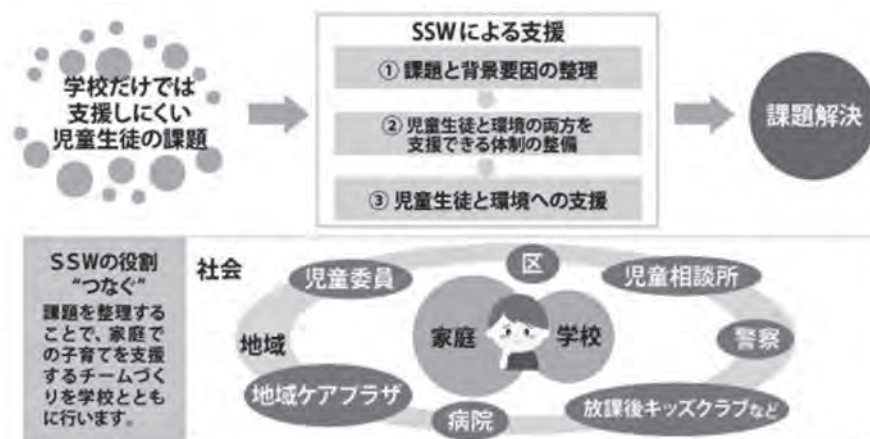 学校だけでは
支援しにくい
児童生徒の課題
SSWによる支援
① 課題と背景要因の整理
② 児童生徒と環境の両方を
支援できる体制の整備
③ 児童生徒と環境への支援
課題解決
SSWの役割
“つなぐ”
課題を整理する
ことで、家庭で
の子育てを支援
するチームづく
りを学校ととも
に行います。
社会
児童委員
区
児童相談所
地域
家庭
学校
警察
地域ケアプラザ
病院
放課後キッズクラブなど